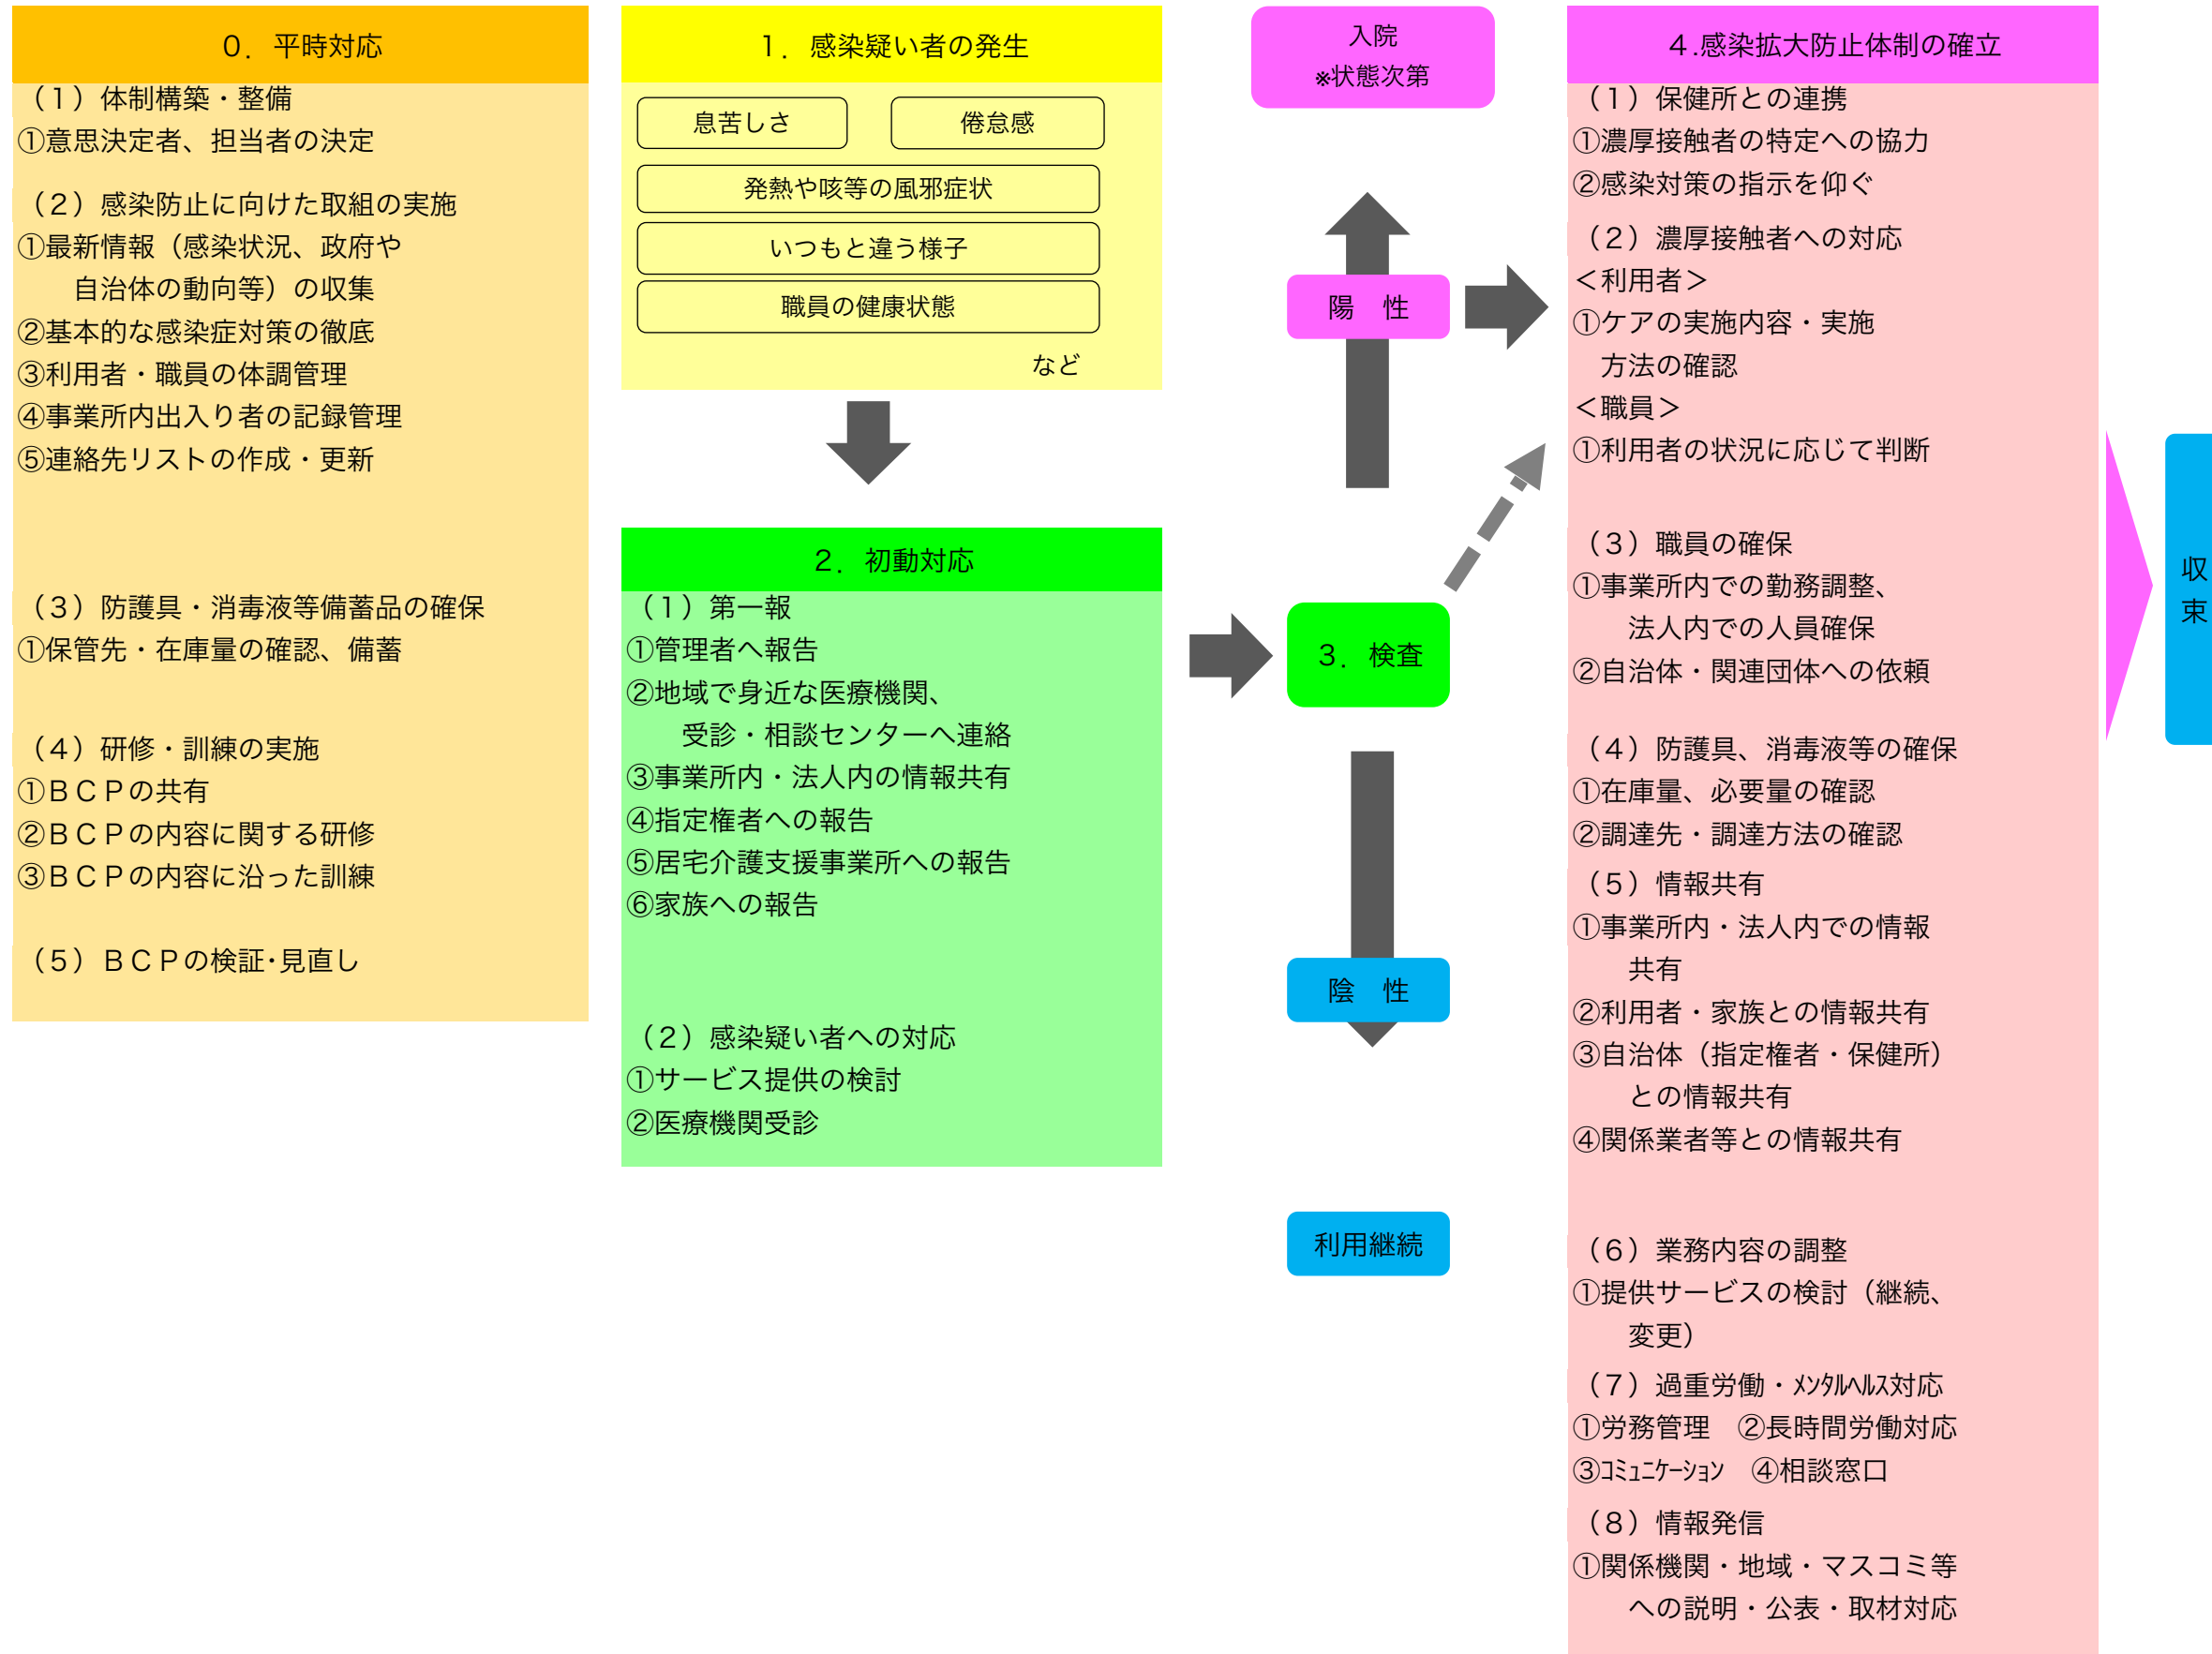 ０．平時対応
（１）体制構築・整備
①意思決定者、担当者の決定
（２）感染防止に向けた取組の実施
①最新情報（感染状況、政府や
自治体の動向等）の収集
②基本的な感染症対策の徹底
③利用者・職員の体調管理
④事業所内出入り者の記録管理
⑤連絡先リストの作成・更新
（３）防護具・消毒液等備蓄品の確保
①保管先・在庫量の確認、備蓄
（４）研修・訓練の実施
①ＢＣＰの共有
②ＢＣＰの内容に関する研修
③ＢＣＰの内容に沿った訓練
（５）ＢＣＰの検証･見直し
１．感染疑い者の発生
息苦しさ
倦怠感
発熱や咳等の風邪症状
いつもと違う様子
職員の健康状態
など
２．初動対応
（１）第一報
①管理者へ報告
②地域で身近な医療機関、
受診・相談センターへ連絡
③事業所内・法人内の情報共有
④指定権者への報告
⑤居宅介護支援事業所への報告
⑥家族への報告
（２）感染疑い者への対応
①サービス提供の検討
②医療機関受診
入院
※状態次第
陽　性
３．検査
陰　性
利用継続
４.感染拡大防止体制の確立
（１）保健所との連携
①濃厚接触者の特定への協力
②感染対策の指示を仰ぐ
（２）濃厚接触者への対応
＜利用者＞
①ケアの実施内容・実施
方法の確認
＜職員＞
①利用者の状況に応じて判断
（３）職員の確保
①事業所内での勤務調整、
法人内での人員確保
②自治体・関連団体への依頼
（４）防護具、消毒液等の確保
①在庫量、必要量の確認
②調達先・調達方法の確認
（５）情報共有
①事業所内・法人内での情報
共有
②利用者・家族との情報共有
③自治体（指定権者・保健所）
との情報共有
④関係業者等との情報共有
（６）業務内容の調整
①提供サービスの検討（継続、
変更）
（７）過重労働・ﾒﾝﾀﾙﾍﾙｽ対応
①労務管理　②長時間労働対応
③ｺﾐｭﾆｹｰｼｮﾝ　④相談窓口
（８）情報発信
①関係機関・地域・マスコミ等
への説明・公表・取材対応
収
束